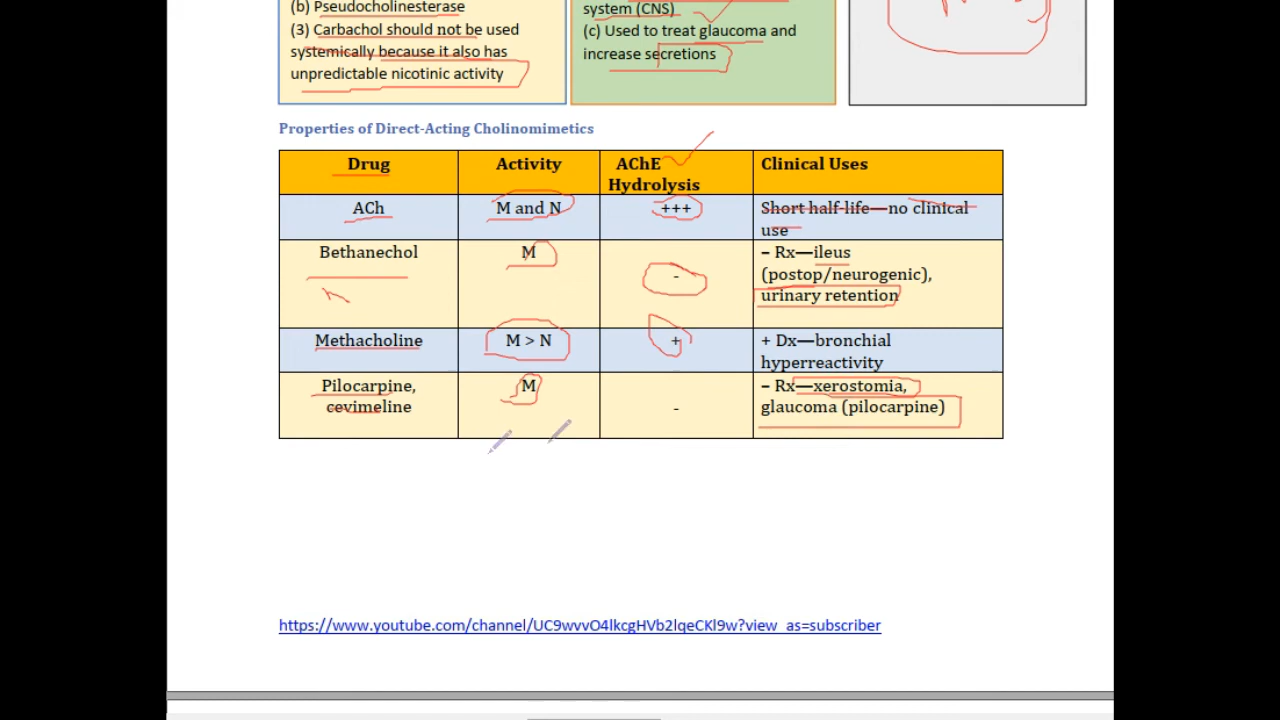 (b) Pseudocholinesterase
(3) Carbachol should not be used
systemically because it also has
unpredictable nicotinic activity
system (CNS)
(c) Used to treat glaucoma and
increase secretions
Properties of Direct-Acting Cholinomimetics
Drug
Activity
AChE
Hydrolysis
Clinical Uses
ACh
M and N
+++
Short half-life—no clinical
use
Bethanechol
M
-
– Rx—ileus
(postop/neurogenic),
urinary retention
Methacholine
M > N
+
+ Dx—bronchial
hyperreactivity
Pilocarpine,
cevimeline
M
-
– Rx—xerostomia,
glaucoma (pilocarpine)
https://www.youtube.com/channel/UC9wvvO4lkcgHVb2lqeCKl9w?view_as=subscriber